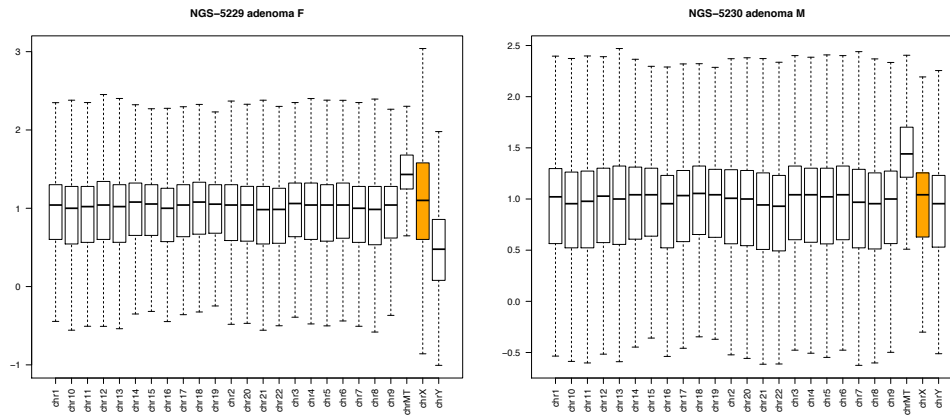 NGS−5229 adenoma F
3
2
1
0
−1
chr1
chr10
chr11
chr12
chr13
chr14
chr15
chr16
chr17
chr18
chr19
chr2
chr20
chr21
chr22
chr3
chr4
chr5
chr6
chr7
chr8
chr9
chrMT
chrX
chrY
NGS−5230 adenoma M
2.5
2.0
1.5
1.0
0.5
0.0
−0.5
chr1
chr10
chr11
chr12
chr13
chr14
chr15
chr16
chr17
chr18
chr19
chr2
chr20
chr21
chr22
chr3
chr4
chr5
chr6
chr7
chr8
chr9
chrMT
chrX
chrY